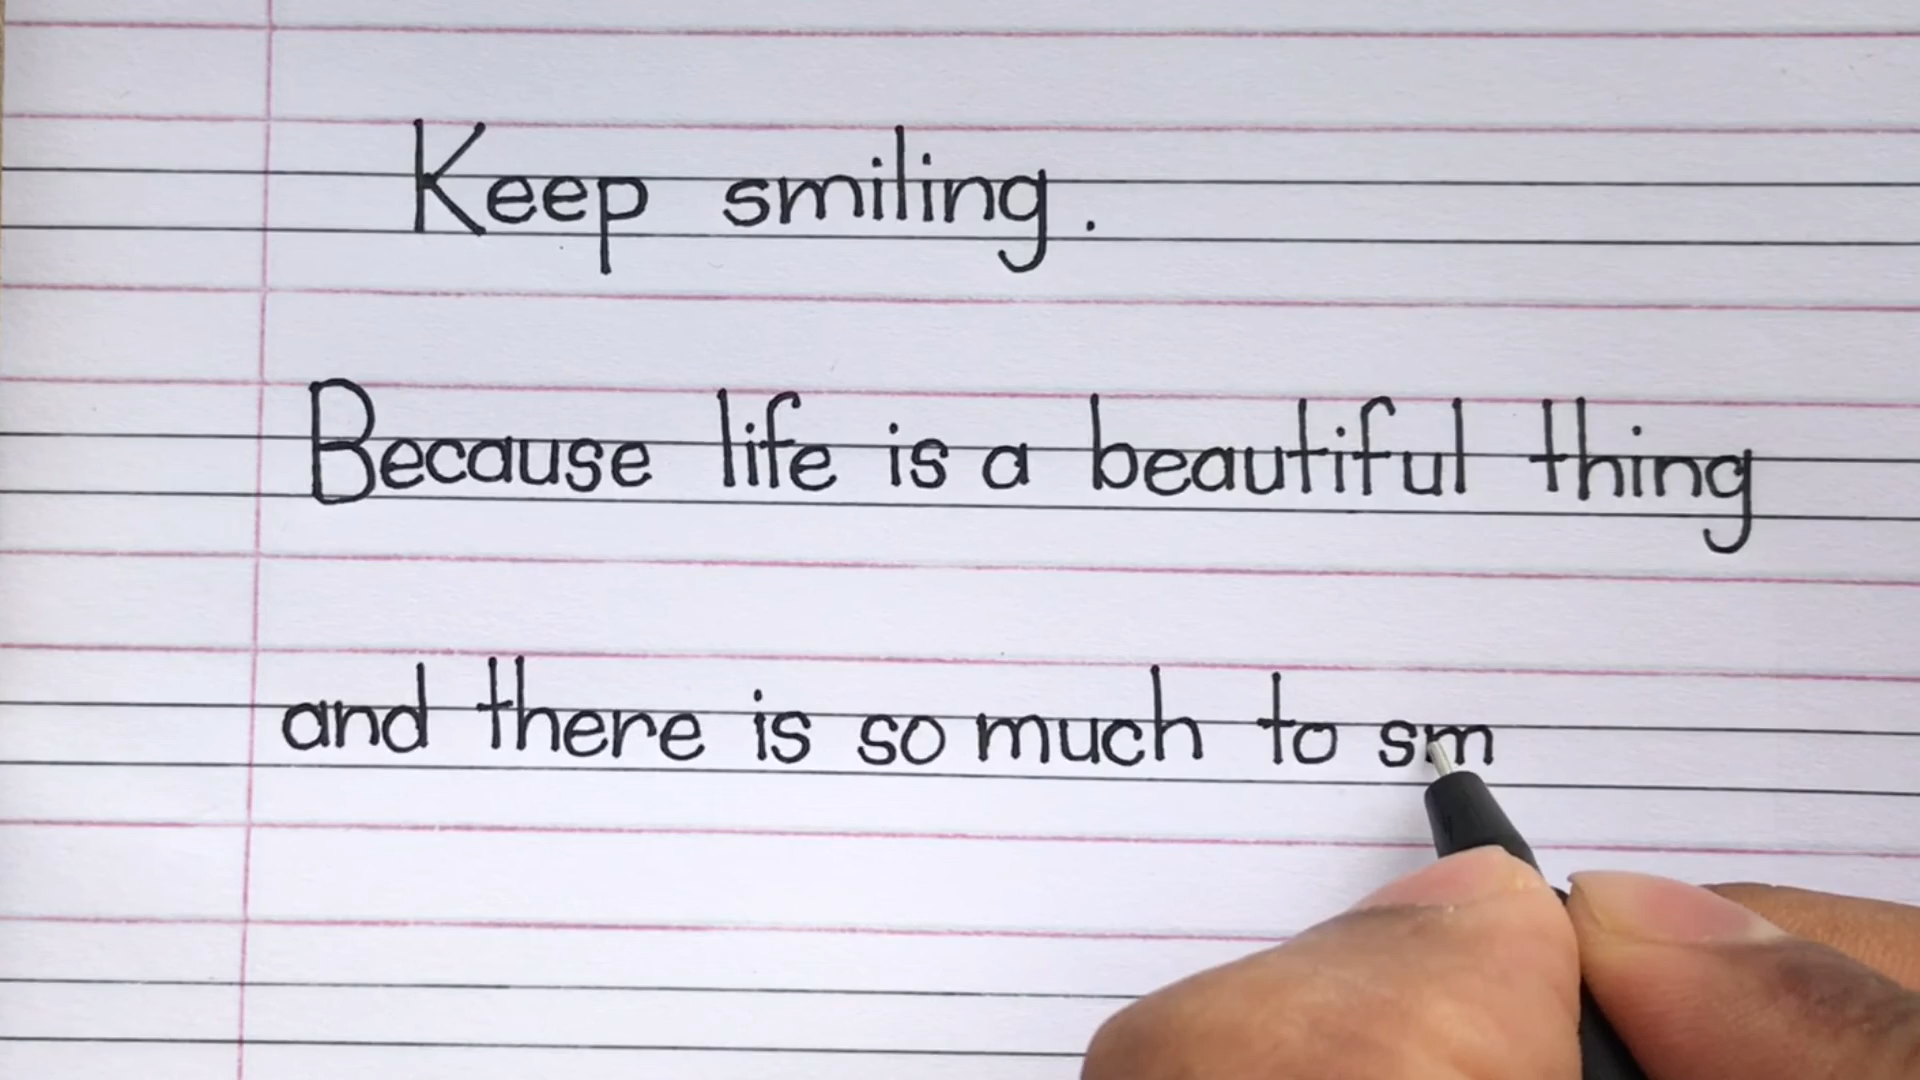 Keep smiling.
Because life is a beautiful thing
and there is so much to sm